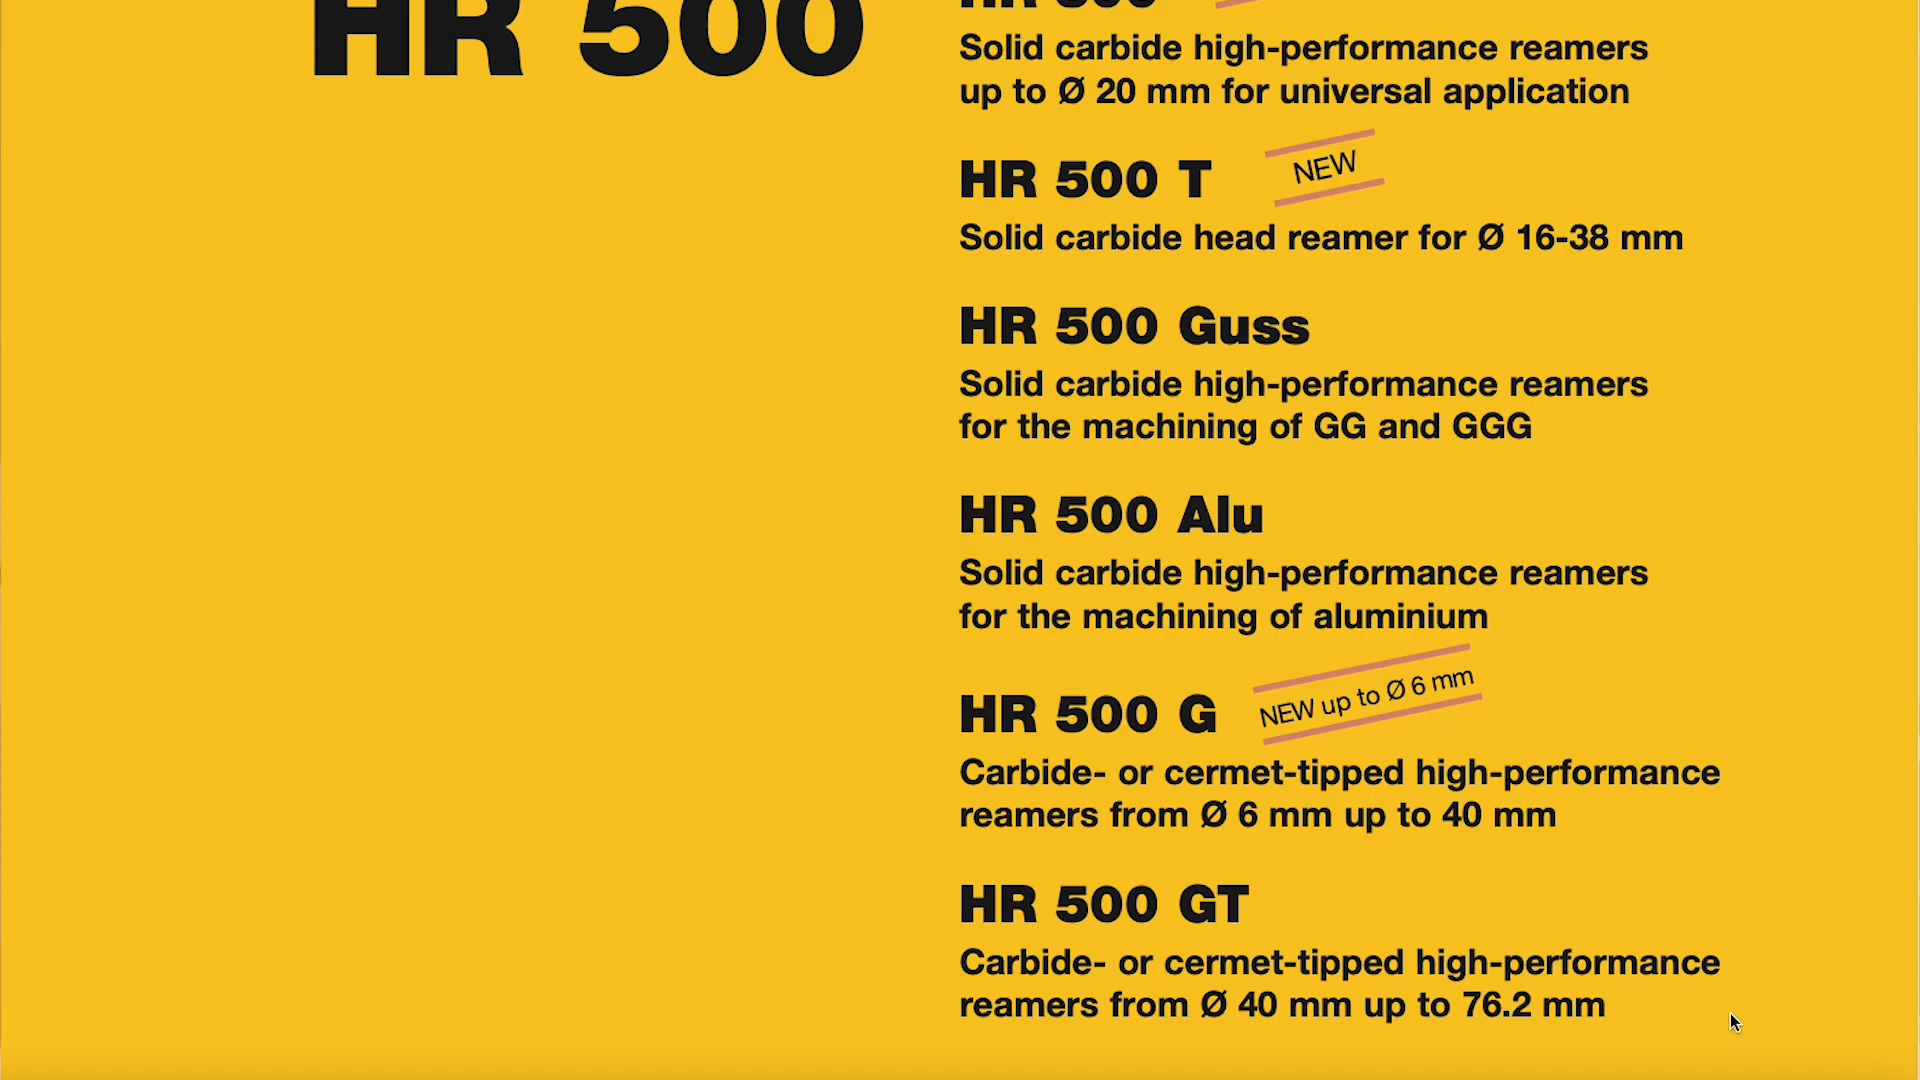 HR 500
HR 500
Solid carbide high-performance reamers
up to Ø 20 mm for universal application
HR 500 T
NEW
Solid carbide head reamer for Ø 16-38 mm
HR 500 Guss
Solid carbide high-performance reamers
for the machining of GG and GGG
HR 500 Alu
Solid carbide high-performance reamers
for the machining of aluminium
HR 500 G
NEW up to Ø 6 mm
Carbide- or cermet-tipped high-performance
reamers from Ø 6 mm up to 40 mm
HR 500 GT
Carbide- or cermet-tipped high-performance
reamers from Ø 40 mm up to 76.2 mm